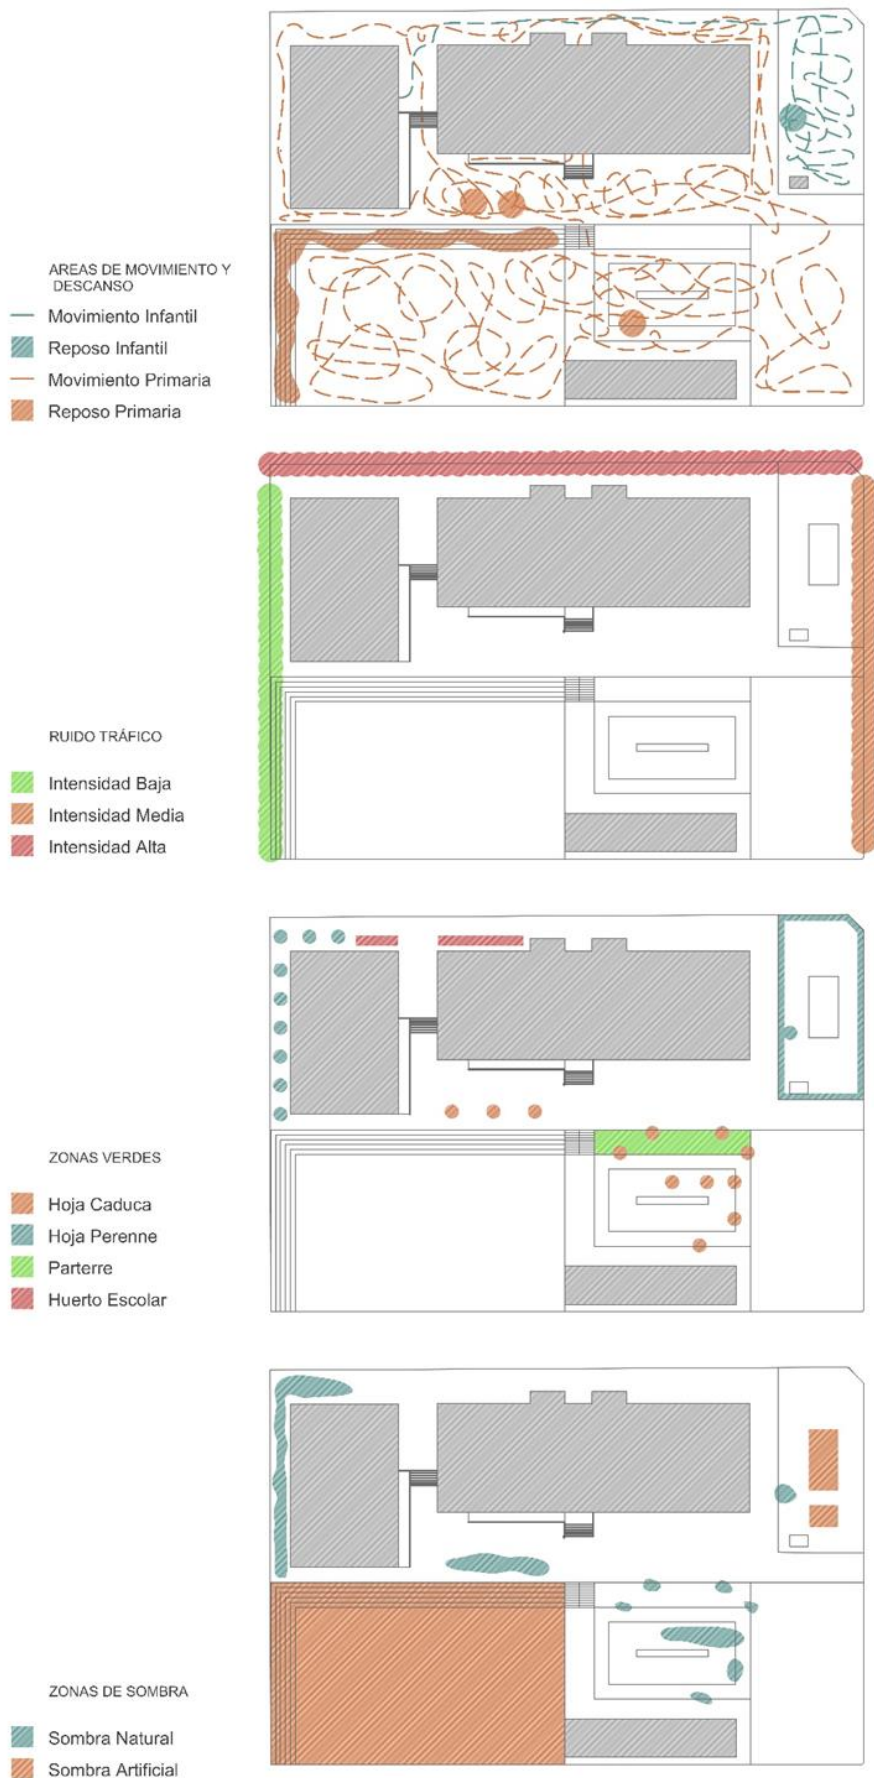 AREAS DE MOVIMIENTO Y
DESCANSO
Movimiento Infantil
Reposo Infantil
Movimiento Primaria
Reposo Primaria
RUIDO TRÁFICO
Intensidad Baja
Intensidad Media
Intensidad Alta
ZONAS VERDES
Hoja Caduca
Hoja Perenne
Parterre
Huerto Escolar
ZONAS DE SOMBRA
Sombra Natural
Sombra Artificial